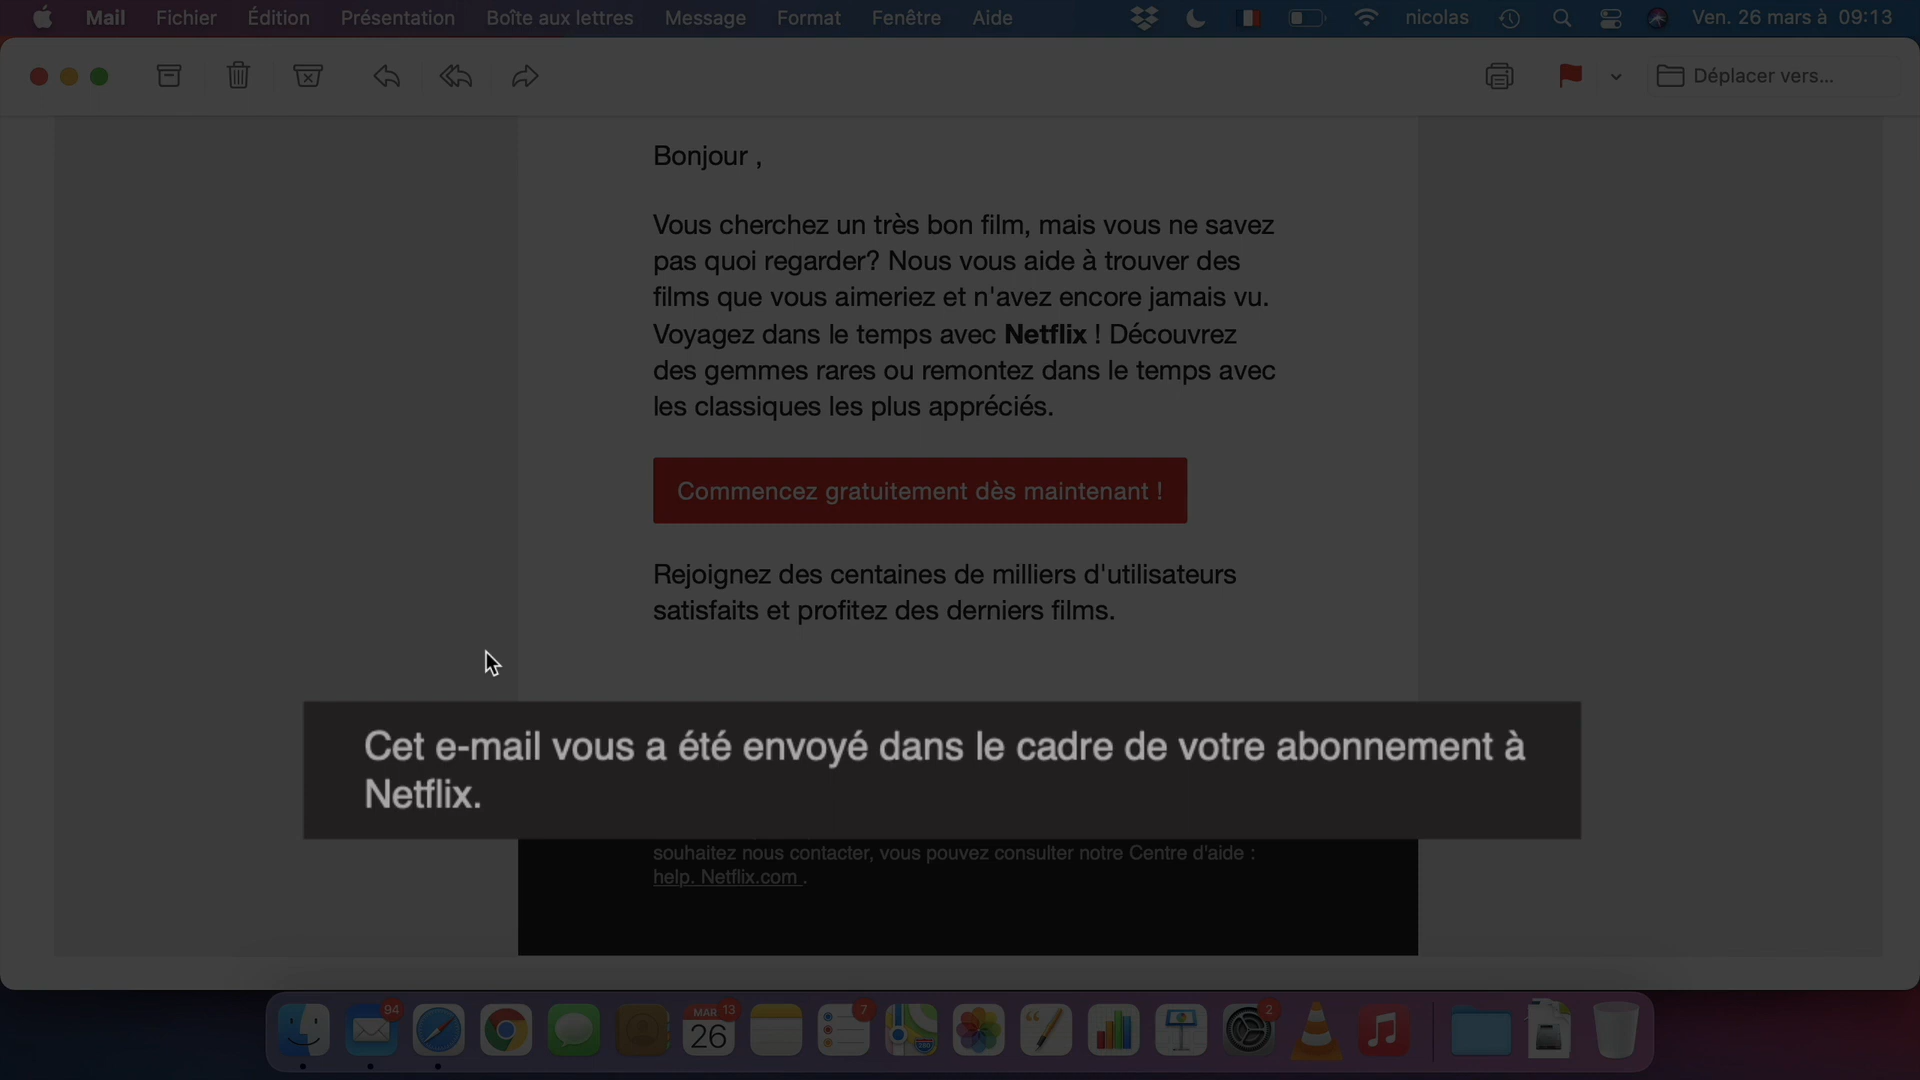 Mail Fichier Édition Présentation Boîte aux lettres Message Format Fenêtre Aide nicolas Ven. 26 mars à 09:13
Déplacer vers...
Bonjour ,
Vous cherchez un très bon film, mais vous ne savez
pas quoi regarder? Nous vous aide à trouver des
films que vous aimeriez et n'avez encore jamais vu.
Voyagez dans le temps avec Netflix ! Découvrez
des gemmes rares ou remontez dans le temps avec
les classiques les plus appréciés.
Commencez gratuitement dès maintenant !
Rejoignez des centaines de milliers d'utilisateurs
satisfaits et profitez des derniers films.
Cet e-mail vous a été envoyé dans le cadre de votre abonnement à
Netflix.
souhaitez nous contacter, vous pouvez consulter notre Centre d'aide :
help. Netflix.com .
94 MAR 13 7 2
26 280